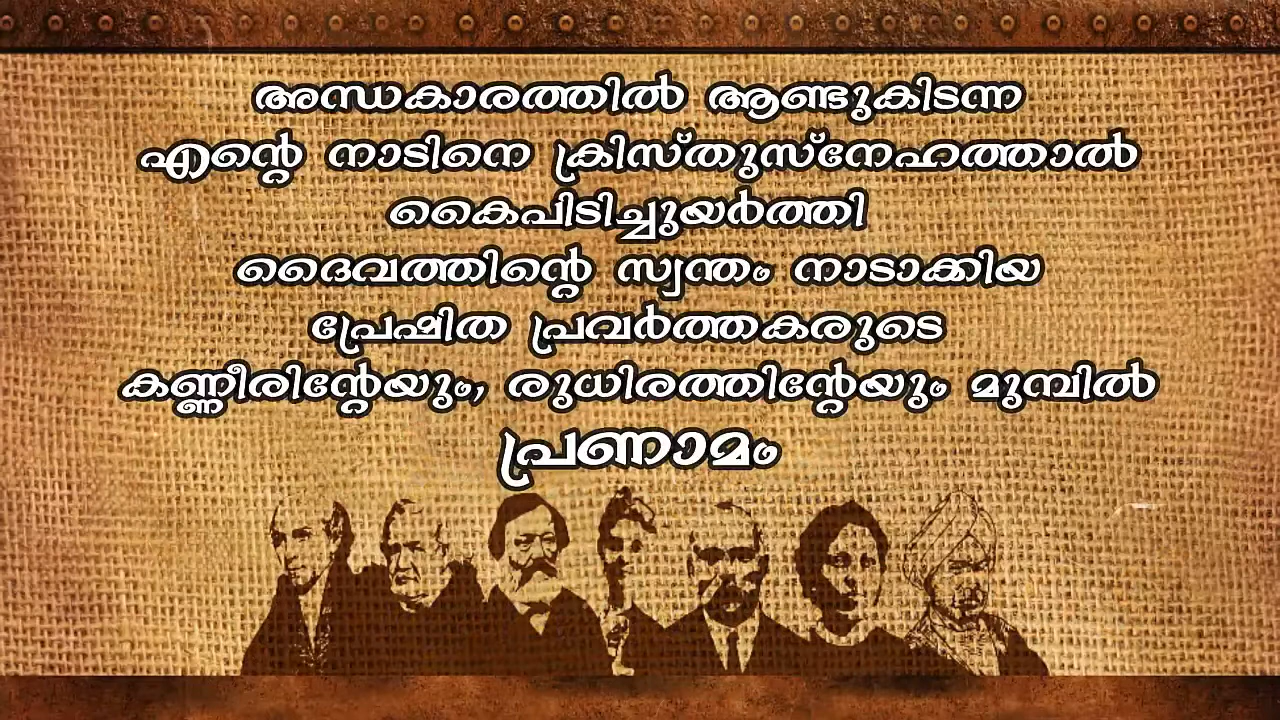 അന്ധകാരത്തിൽ ആണ്ടുകിടന്ന
എന്റെ നാടിനെ ക്രിസ്തുസ്നേഹത്താൽ
കൈപിടിച്ചുയർത്തി
ദൈവത്തിന്റെ സ്വന്തം നാടാക്കിയ
പ്രേഷിത പ്രവർത്തകരുടെ
കണ്ണീരിന്റേയും, രുധിരത്തിന്റേയും മുമ്പിൽ
പ്രണാമം